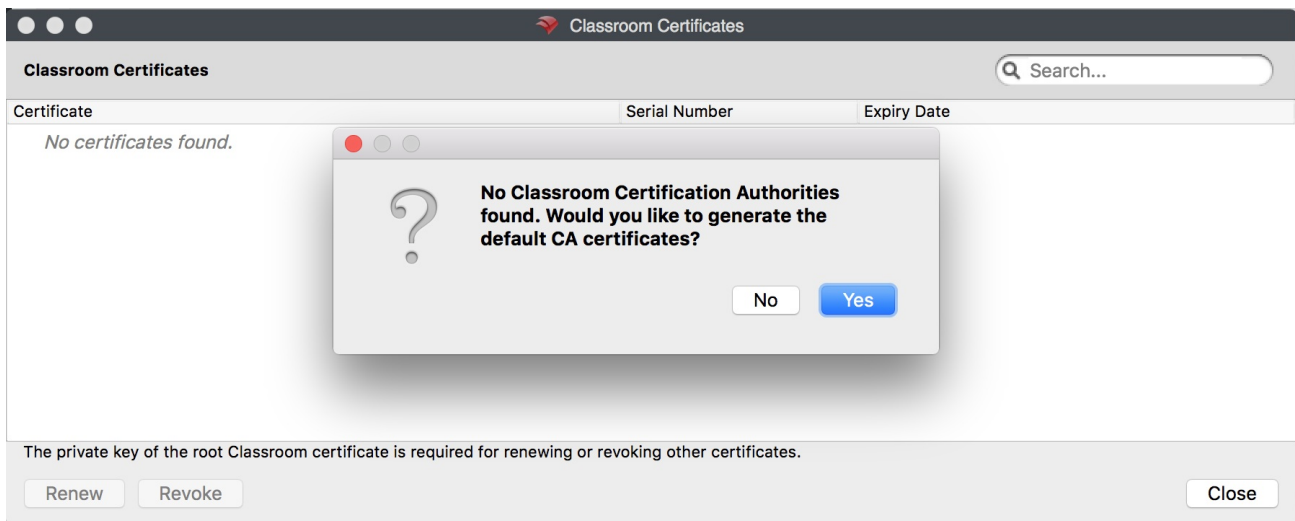 Classroom Certificates
Classroom Certificates
Search...
Certificate Serial Number Expiry Date
No certificates found.
No Classroom Certification Authorities
found. Would you like to generate the
default CA certificates?
No Yes
The private key of the root Classroom certificate is required for renewing or revoking other certificates.
Renew Revoke Close